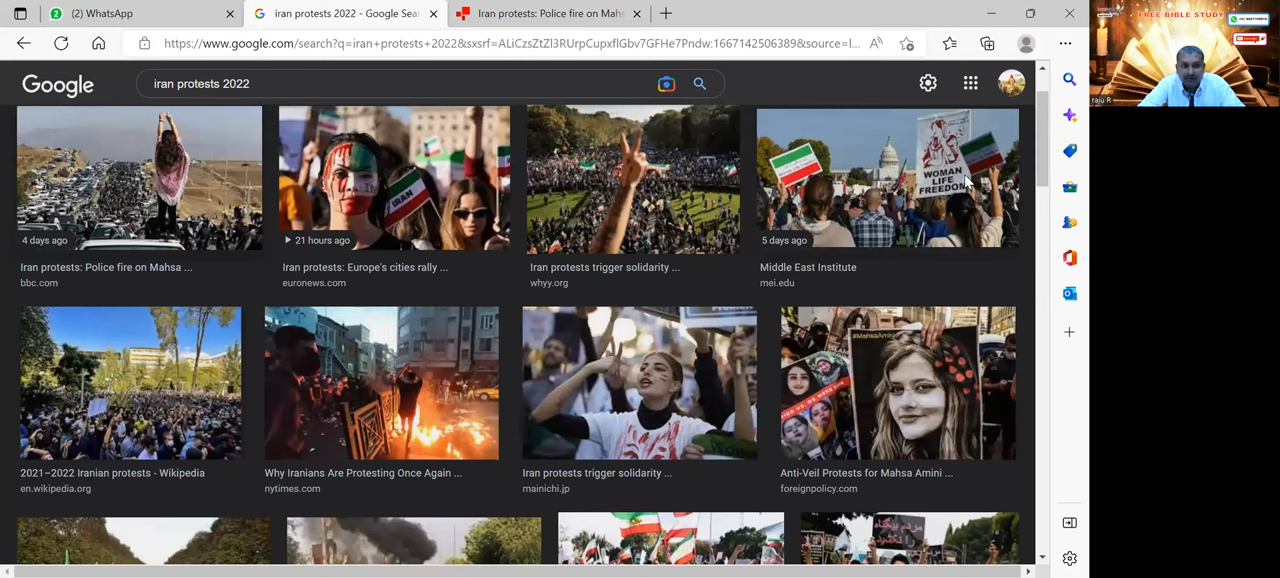 (2) WhatsApp
iran protests 2022 - Google Sea
Iran protests: Police fire on Mahs
https://www.google.com/search?q=iran+protests+2022&sxsrf=ALiCzsZtZl3RUrpCupxflGbv7GFHe7Pndw:1667142506389&source=l...
FREE BIBLE STUDY
raju R
Google
iran protests 2022
IRAN
WOMAN
LIFE
FREEDOM
4 days ago
21 hours ago
5 days ago
Iran protests: Police fire on Mahsa ...
Iran protests: Europe's cities rally ...
Iran protests trigger solidarity ...
Middle East Institute
bbc.com
euronews.com
whyy.org
mei.edu
2021–2022 Iranian protests - Wikipedia
Why Iranians Are Protesting Once Again ...
Iran protests trigger solidarity ...
Anti-Veil Protests for Mahsa Amini ...
en.wikipedia.org
nytimes.com
mainichi.jp
foreignpolicy.com